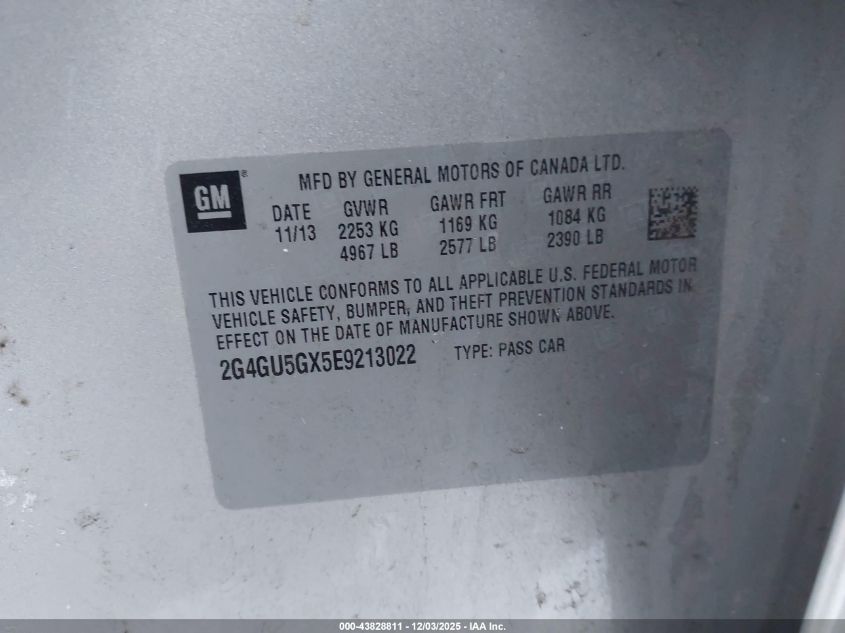 GM ®
MFD BY GENERAL MOTORS OF CANADA LTD.
DATE GVWR GAWR FRT GAWR RR
11/13 2253 KG 1169 KG 1084 KG
4967 LB 2577 LB 2390 LB
THIS VEHICLE CONFORMS TO ALL APPLICABLE U.S. FEDERAL MOTOR
VEHICLE SAFETY, BUMPER, AND THEFT PREVENTION STANDARDS IN
EFFECT ON THE DATE OF MANUFACTURE SHOWN ABOVE.
2G4GU5GX5E9213022 TYPE: PASS CAR
000-43828811 - 12/03/2025 - IAA Inc.